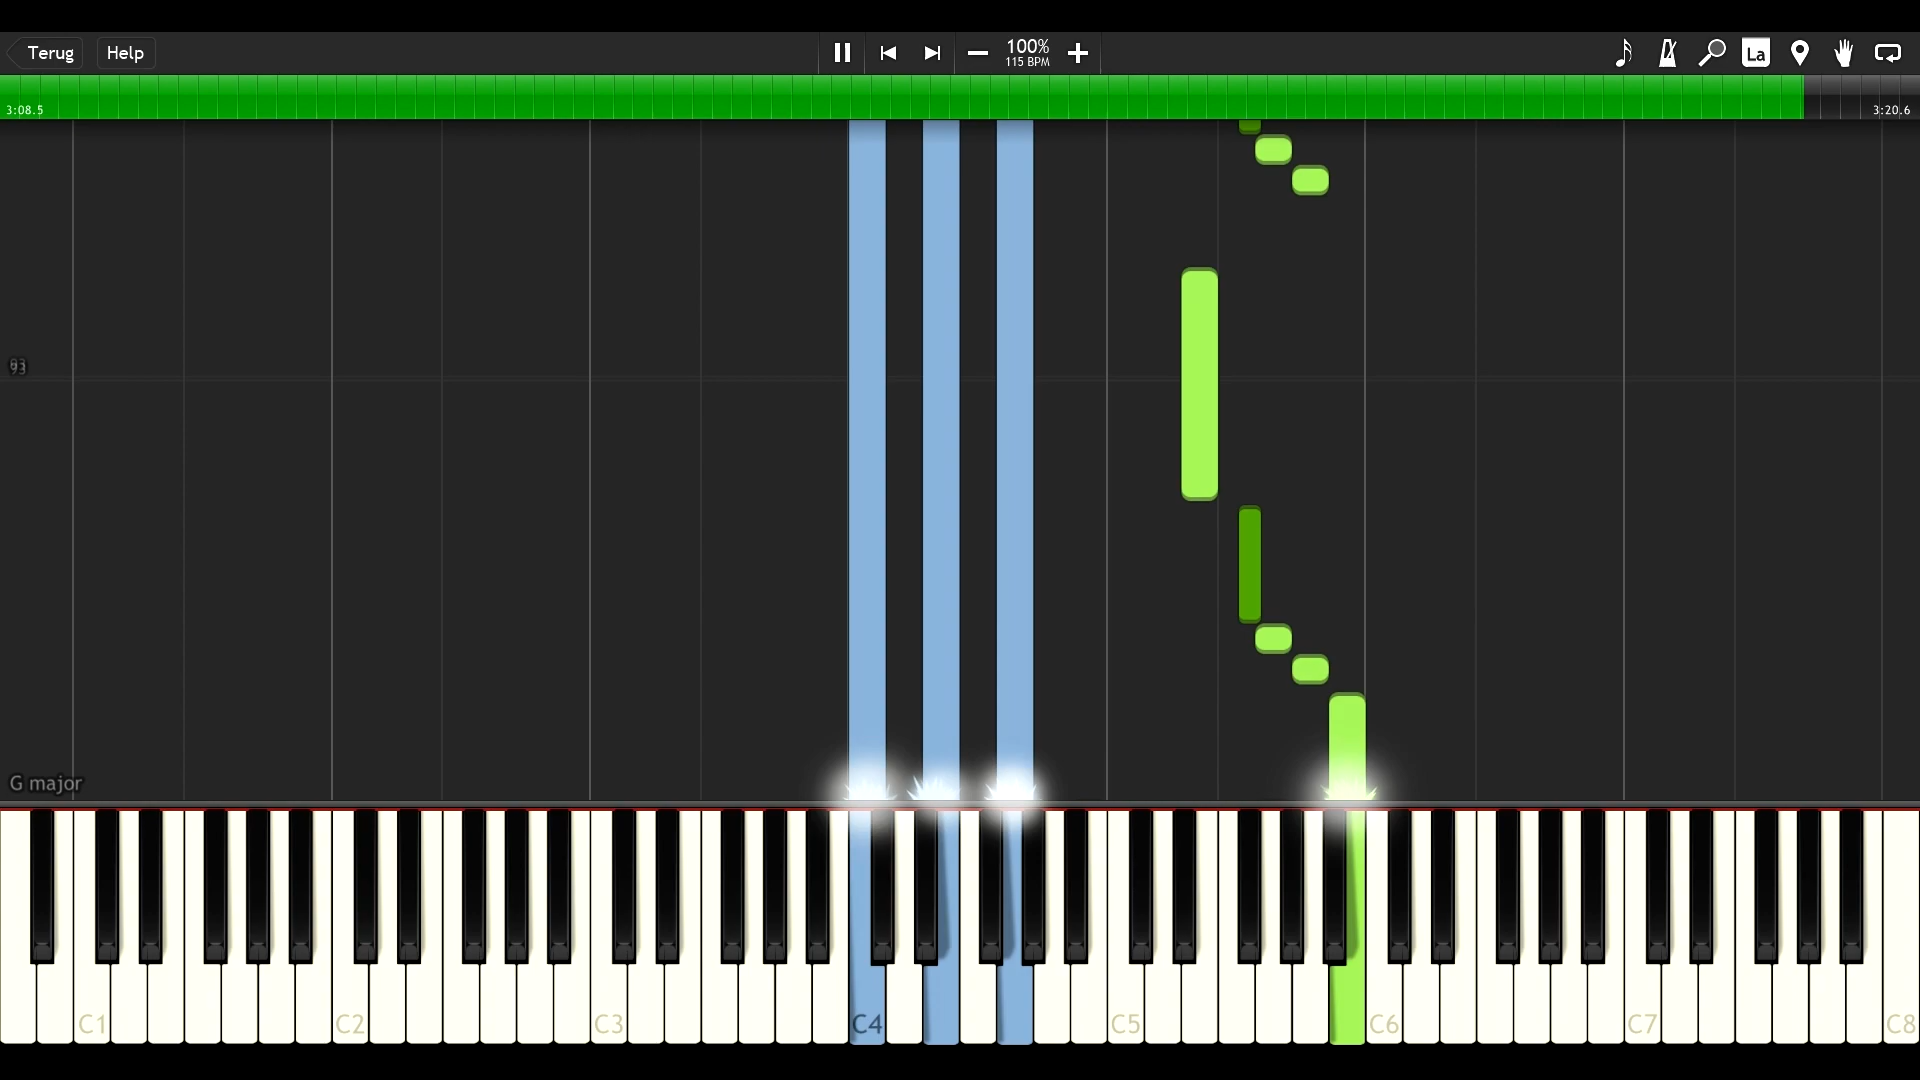 Terug
Help
100%
115 BPM
La
3:08.5
3:20.6
93
G major
C1
C2
C3
C4
C5
C6
C7
C8